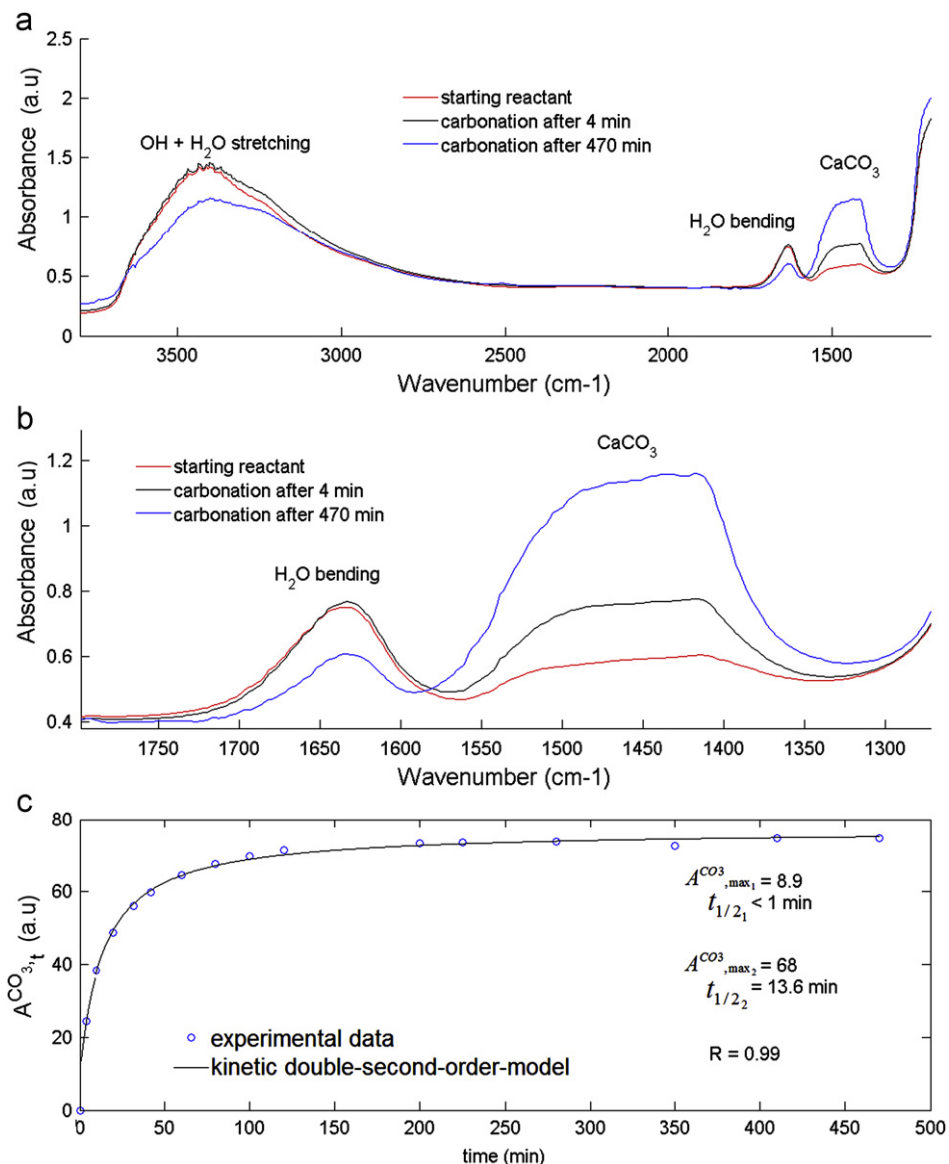 a
2.5
2
1.5
1
0.5
0
Absorbance (a.u)
OH + H₂O stretching
starting reactant
carbonation after 4 min
carbonation after 470 min
CaCO₃
H₂O bending
3500 3000 2500 2000 1500
Wavenumber (cm-1)
b
1.2
1
0.8
0.6
0.4
Absorbance (a.u)
CaCO₃
starting reactant
carbonation after 4 min
carbonation after 470 min
H₂O bending
1750 1700 1650 1600 1550 1500 1450 1400 1350 1300
Wavenumber (cm-1)
c
80
60
40
20
0
A^CO₃,t (a.u)
A^CO3,max₁ = 8.9
t1/2₁ < 1 min
A^CO3,max₂ = 68
t1/2₂ = 13.6 min
R = 0.99
experimental data
kinetic double-second-order-model
0 50 100 150 200 250 300 350 400 450 500
time (min)